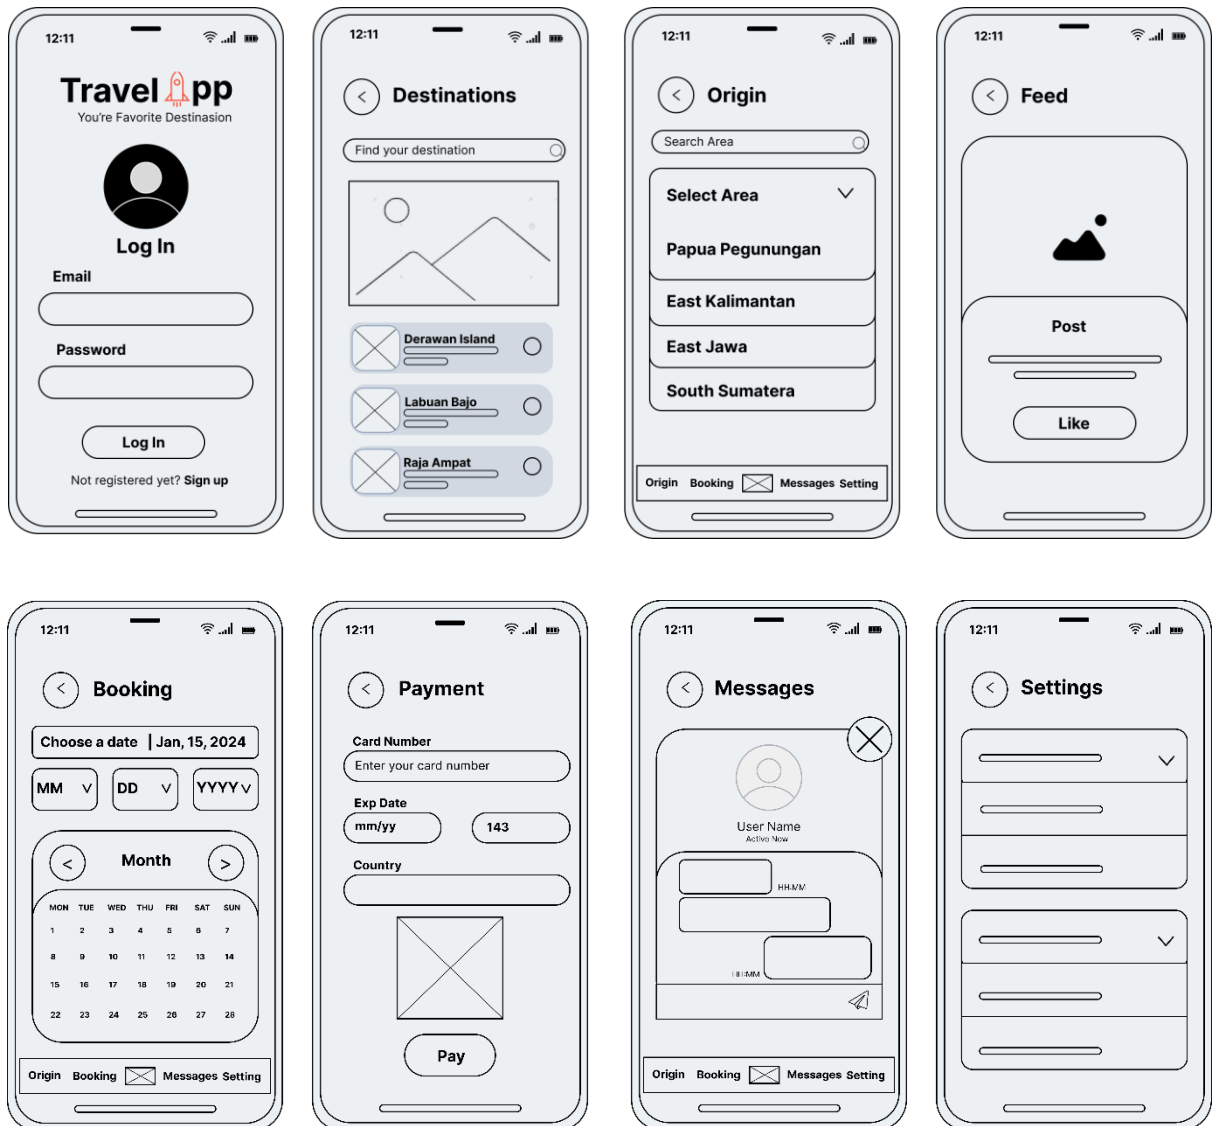 12:11
Travel pp
You're Favorite Destinasion
Log In
Email
Password
Log In
Not registered yet? Sign up
12:11
< Destinations
Find your destination
Derawan Island
Labuan Bajo
Raja Ampat
12:11
< Origin
Search Area
Select Area
Papua Pegunungan
East Kalimantan
East Jawa
South Sumatera
Origin Booking Messages Setting
12:11
< Feed
Post
Like
12:11
< Booking
Choose a date | Jan, 15, 2024
MM DD YYYY
< Month >
MON TUE WED THU FRI SAT SUN
1 2 3 4 5 6 7
8 9 10 11 12 13 14
15 16 17 18 19 20 21
22 23 24 25 26 27 28
Origin Booking Messages Setting
12:11
< Payment
Card Number
Enter your card number
Exp Date
mm/yy 143
Country
Pay
12:11
< Messages
User Name
Active Now
HH:MM
HH:MM
Origin Booking Messages Setting
12:11
< Settings